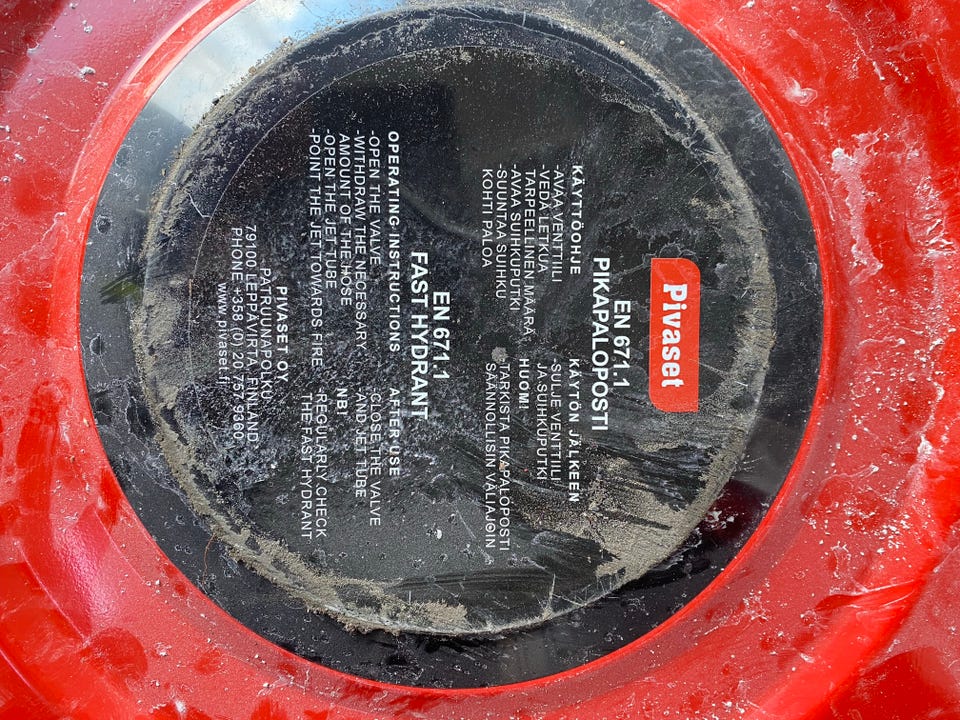 Pivaset
EN 671.1
PIKAPALOPOSTI
KÄYTTÖOHJE
-AVAA VENTTIILI
-VEDÄ LETKUA
TARPEELLINEN MÄÄRÄ
-AVAA SUIHKUPUTKI
-SUUNTAA SUIHKU
KOHTI PALOA
KÄYTÖN JÄLKEEN
-SULJE VENTTIILI
JA SUIHKUPUTKI
HUOM!
-TARKISTA PIKAPALOPOSTI
SÄÄNNÖLLISIN VÄLIAJOIN
EN 671.1
FAST HYDRANT
OPERATING INSTRUCTIONS
-OPEN THE VALVE
-WITHDRAW THE NECESSARY
AMOUNT OF THE HOSE
-OPEN THE JET TUBE
-POINT THE JET TOWARDS FIRE
AFTER USE
-CLOSE THE VALVE
-AND JET TUBE
NB!
-REGULARLY CHECK
THE FAST HYDRANT
PIVASET OY
PATRUUNAPOLKU
79100 LEPPÄVIRTA, FINLAND
PHONE +358 (0) 20 757 9360
www.pivaset.fi